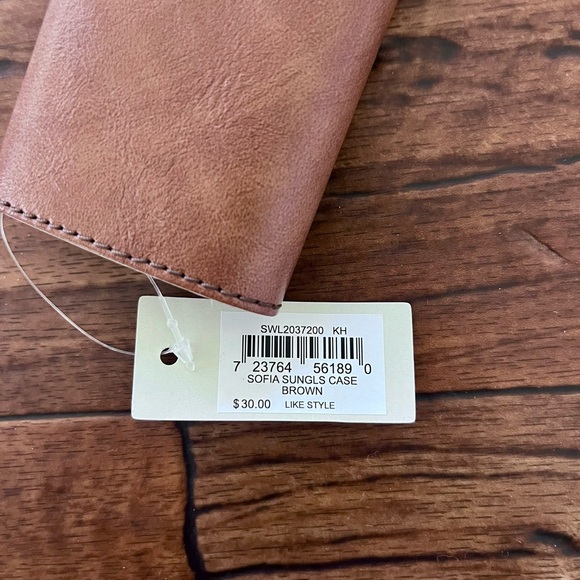 SWL2037200 KH
7 23764 56189 0
SOFIA SUNGLS CASE
BROWN
$30.00 LIKE STYLE